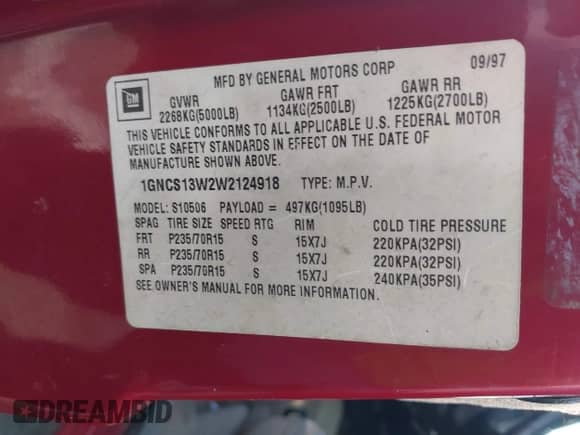 MFD BY GENERAL MOTORS CORP 09/97
GM
GVWR GAWR FRT GAWR RR
2268KG(5000LB) 1134KG(2500LB) 1225KG(2700LB)
THIS VEHICLE CONFORMS TO ALL APPLICABLE U.S. FEDERAL MOTOR
VEHICLE SAFETY STANDARDS IN EFFECT ON THE DATE OF
MANUFACTURE SHOWN ABOVE.
1GNCS13W2W2124918 TYPE: M.P.V.
MODEL: S10506 PAYLOAD = 497KG(1095LB)
SPAG TIRE SIZE SPEED RTG RIM COLD TIRE PRESSURE
FRT P235/70R15 S 15X7J 220KPA(32PSI)
RR P235/70R15 S 15X7J 220KPA(32PSI)
SPA P235/70R15 S 15X7J 240KPA(35PSI)
SEE OWNER'S MANUAL FOR MORE INFORMATION.
DREAMBID